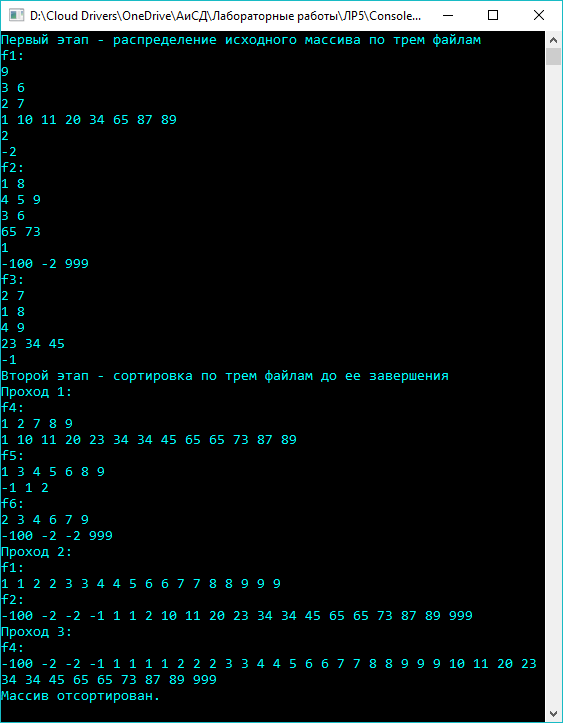 D:\Cloud Drivers\OneDrive\АиСД\Лабораторные работы\ЛР5\Console...
Первый этап - распределение исходного массива по трем файлам
f1:
9
3 6
2 7
1 10 11 20 34 65 87 89
2
-2
f2:
1 8
4 5 9
3 6
65 73
1
-100 -2 999
f3:
2 7
1 8
4 9
23 34 45
-1
Второй этап - сортировка по трем файлам до ее завершения
Проход 1:
f4:
1 2 7 8 9
1 10 11 20 23 34 34 45 65 65 73 87 89
f5:
1 3 4 5 6 8 9
-1 1 2
f6:
2 3 4 6 7 9
-100 -2 -2 999
Проход 2:
f1:
1 1 2 2 3 3 4 4 5 6 6 7 7 8 8 9 9 9
f2:
-100 -2 -2 -1 1 1 2 10 11 20 23 34 34 45 65 65 73 87 89 999
Проход 3:
f4:
-100 -2 -2 -1 1 1 1 1 2 2 2 3 3 4 4 5 6 6 7 7 8 8 9 9 9 10 11 20 23
34 34 45 65 65 73 87 89 999
Массив отсортирован.